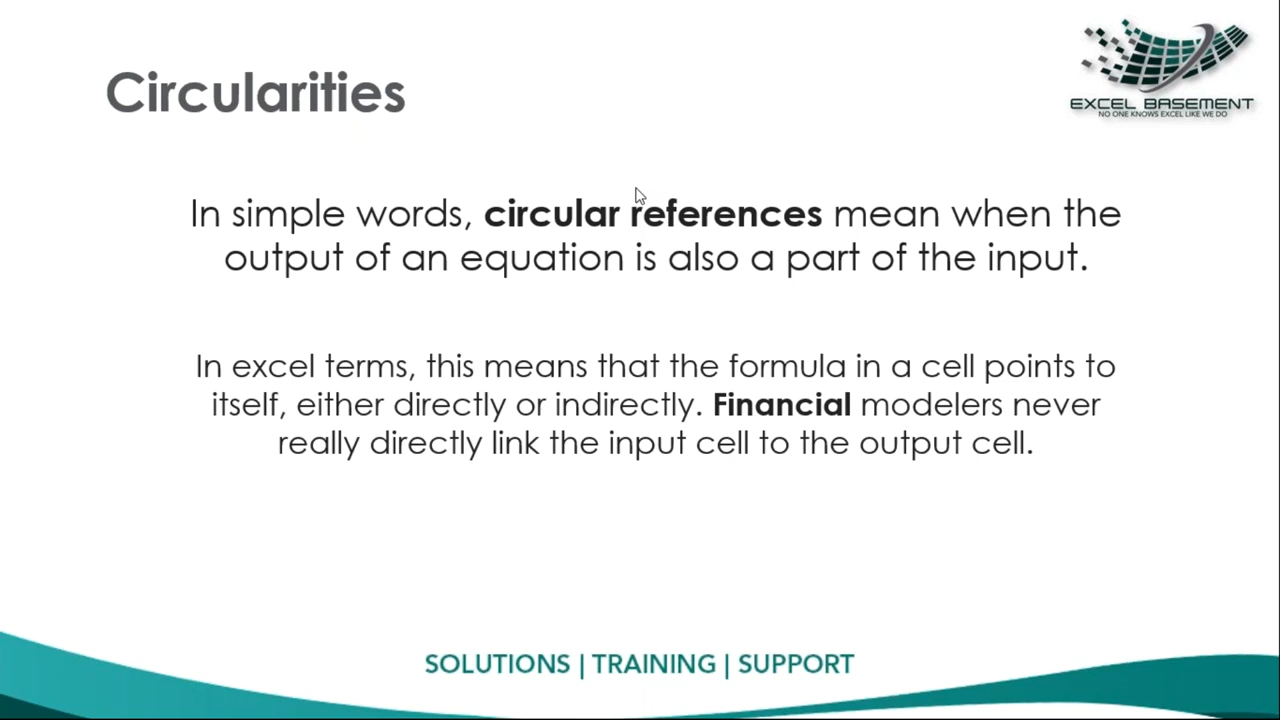 Circularities
EXCEL BASEMENT
NO ONE KNOWS EXCEL LIKE WE DO
In simple words, circular references mean when the
output of an equation is also a part of the input.
In excel terms, this means that the formula in a cell points to
itself, either directly or indirectly. Financial modelers never
really directly link the input cell to the output cell.
SOLUTIONS | TRAINING | SUPPORT